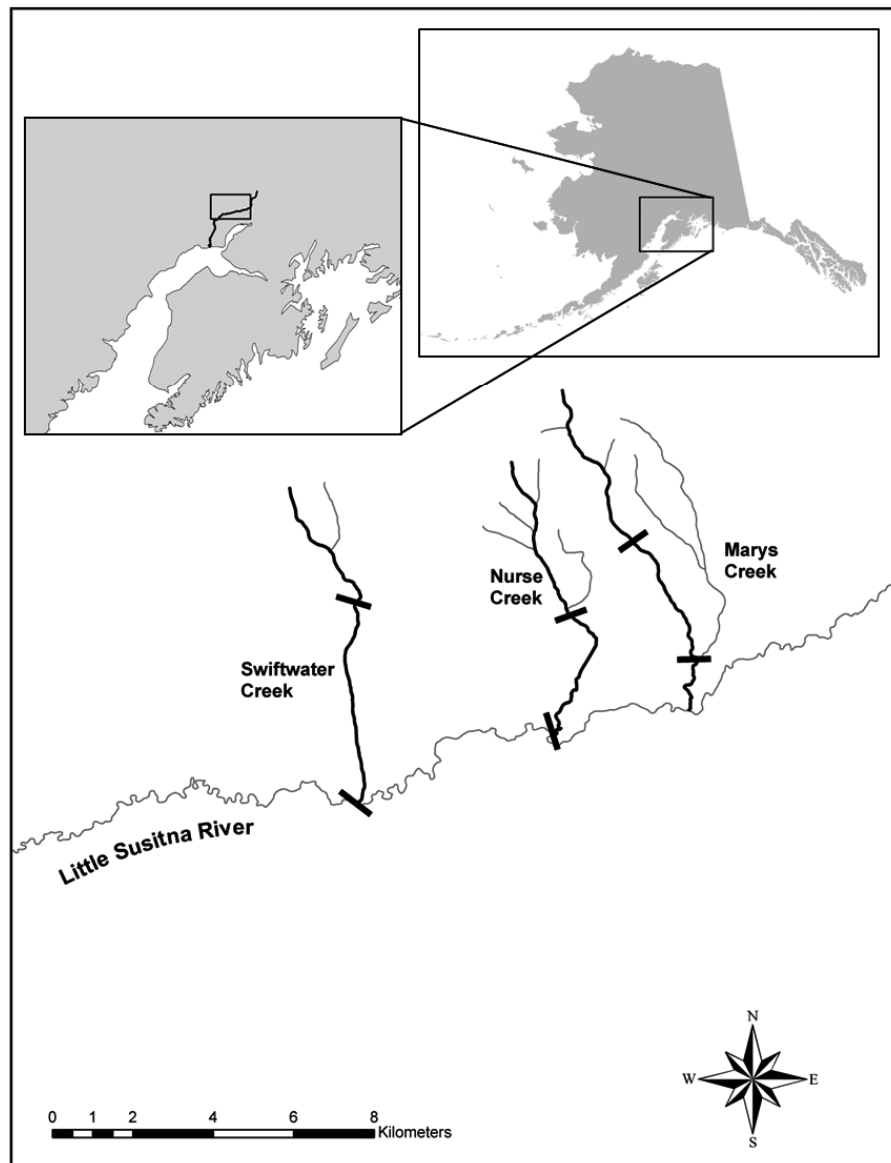 Marys
Creek
Nurse
Creek
Swiftwater
Creek
Little Susitna River
N
W
E
S
0 1 2 4 6 8
Kilometers